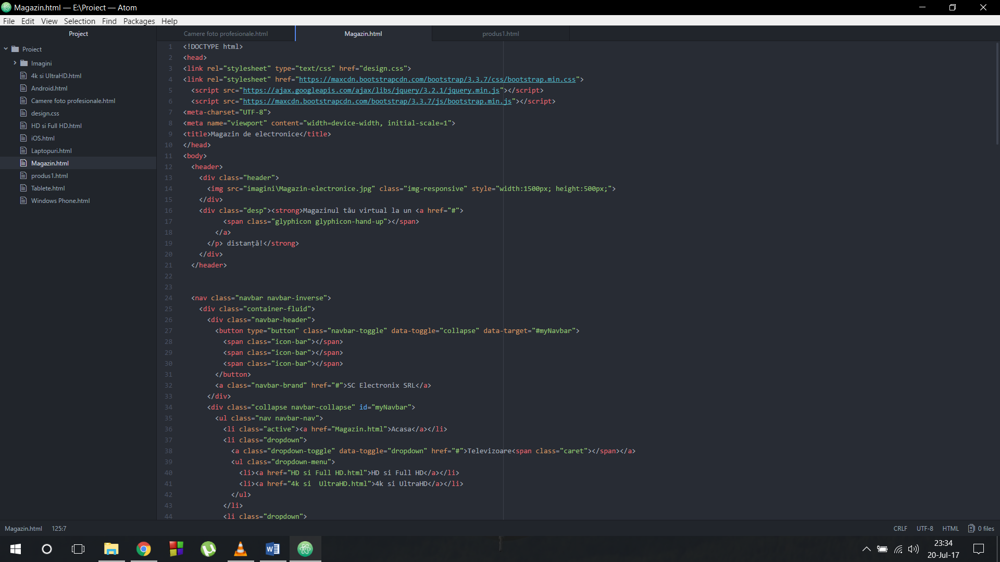 Magazin.html — E:\Proiect — Atom
File Edit View Selection Find Packages Help
Project
Proiect
Imagini
4k si UltraHD.html
Android.html
Camere foto profesionale.html
design.css
HD si Full HD.html
iOS.html
Laptopuri.html
Magazin.html
produs1.html
Tablete.html
Windows Phone.html
Camere foto profesionale.html Magazin.html produs1.html
1 <!DOCTYPE html>
2 <head>
3 <link rel="stylesheet" type="text/css" href="design.css">
4 <link rel="stylesheet" href="https://maxcdn.bootstrapcdn.com/bootstrap/3.3.7/css/bootstrap.min.css">
5 <script src="https://ajax.googleapis.com/ajax/libs/jquery/3.2.1/jquery.min.js"></script>
6 <script src="https://maxcdn.bootstrapcdn.com/bootstrap/3.3.7/js/bootstrap.min.js"></script>
7 <meta-charset="UTF-8">
8 <meta name="viewport" content="width=device-width, initial-scale=1">
9 <title>Magazin de electronice</title>
10 </head>
11 <body>
12 <header>
13 <div class="header">
14 <img src="imagini\Magazin-electronice.jpg" class="img-responsive" style="width:1500px; height:500px;">
15 </div>
16 <div class="desp"><strong>Magazinul tău virtual la un <a href="#">
17 <span class="glyphicon glyphicon-hand-up"></span>
18 </a>
19 </p> distanță!</strong>
20 </div>
21 </header>
22
23
24 <nav class="navbar navbar-inverse">
25 <div class="container-fluid">
26 <div class="navbar-header">
27 <button type="button" class="navbar-toggle" data-toggle="collapse" data-target="#myNavbar">
28 <span class="icon-bar"></span>
29 <span class="icon-bar"></span>
30 <span class="icon-bar"></span>
31 </button>
32 <a class="navbar-brand" href="#">SC Electronix SRL</a>
33 </div>
34 <div class="collapse navbar-collapse" id="myNavbar">
35 <ul class="nav navbar-nav">
36 <li class="active"><a href="Magazin.html">Acasa</a></li>
37 <li class="dropdown">
38 <a class="dropdown-toggle" data-toggle="dropdown" href="#">Televizoare<span class="caret"></span></a>
39 <ul class="dropdown-menu">
40 <li><a href="HD si Full HD.html">HD si Full HD</a></li>
41 <li><a href="4k si  UltraHD.html">4k si UltraHD</a></li>
42 </ul>
43 </li>
44 <li class="dropdown">
Magazin.html 125:7 CRLF UTF-8 HTML 0 files
23:34
20-Jul-17